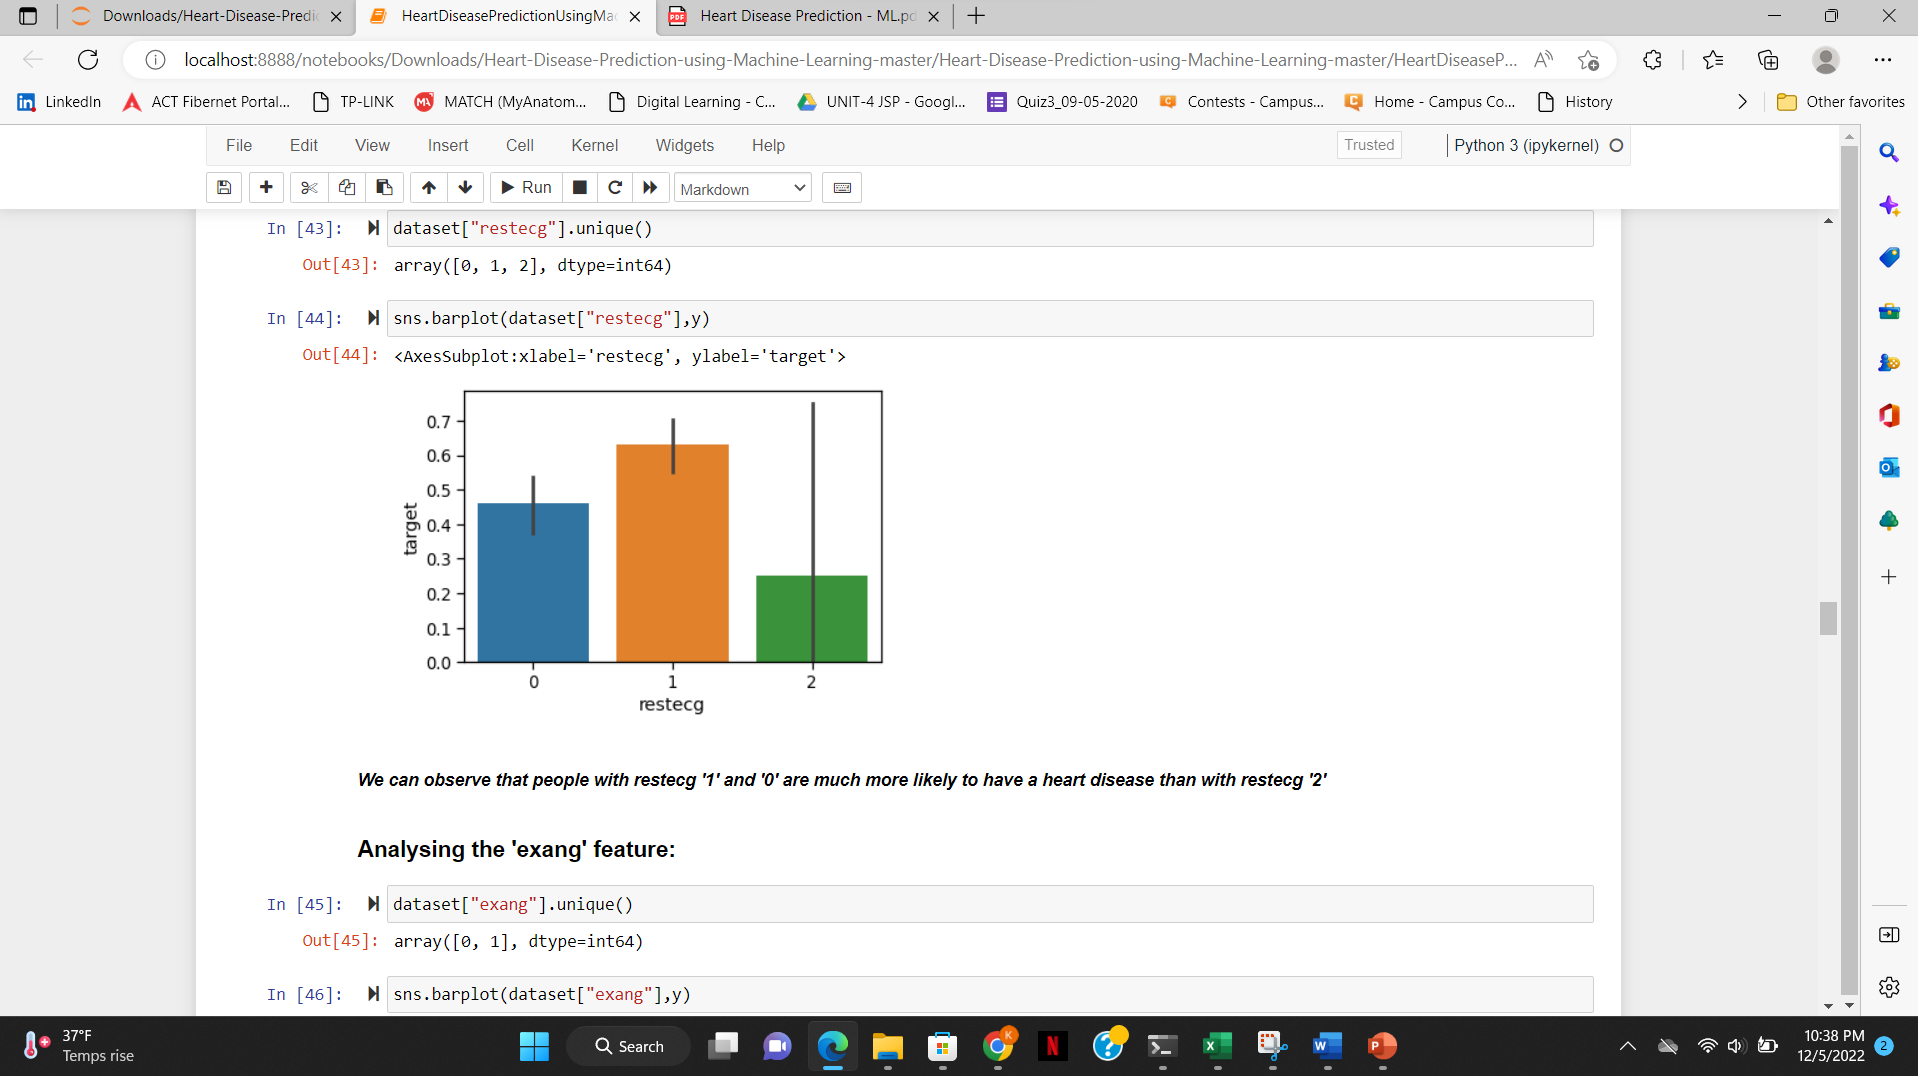 Downloads/Heart-Disease-Predic
HeartDiseasePredictionUsingMac
Heart Disease Prediction - ML.pd
localhost:8888/notebooks/Downloads/Heart-Disease-Prediction-using-Machine-Learning-master/Heart-Disease-Prediction-using-Machine-Learning-master/HeartDiseaseP...
LinkedIn ACT Fibernet Portal... TP-LINK MATCH (MyAnatom... Digital Learning - C... UNIT-4 JSP - Googl... Quiz3_09-05-2020 Contests - Campus... Home - Campus Co... History Other favorites
File Edit View Insert Cell Kernel Widgets Help Trusted Python 3 (ipykernel)
Run Markdown
In [43]: dataset["restecg"].unique()
Out[43]: array([0, 1, 2], dtype=int64)
In [44]: sns.barplot(dataset["restecg"],y)
Out[44]: <AxesSubplot:xlabel='restecg', ylabel='target'>
0.7
0.6
0.5
0.4
0.3
0.2
0.1
0.0
target
0 1 2
restecg
We can observe that people with restecg '1' and '0' are much more likely to have a heart disease than with restecg '2'
Analysing the 'exang' feature:
In [45]: dataset["exang"].unique()
Out[45]: array([0, 1], dtype=int64)
In [46]: sns.barplot(dataset["exang"],y)
37°F
Temps rise
Search
10:38 PM
12/5/2022
2